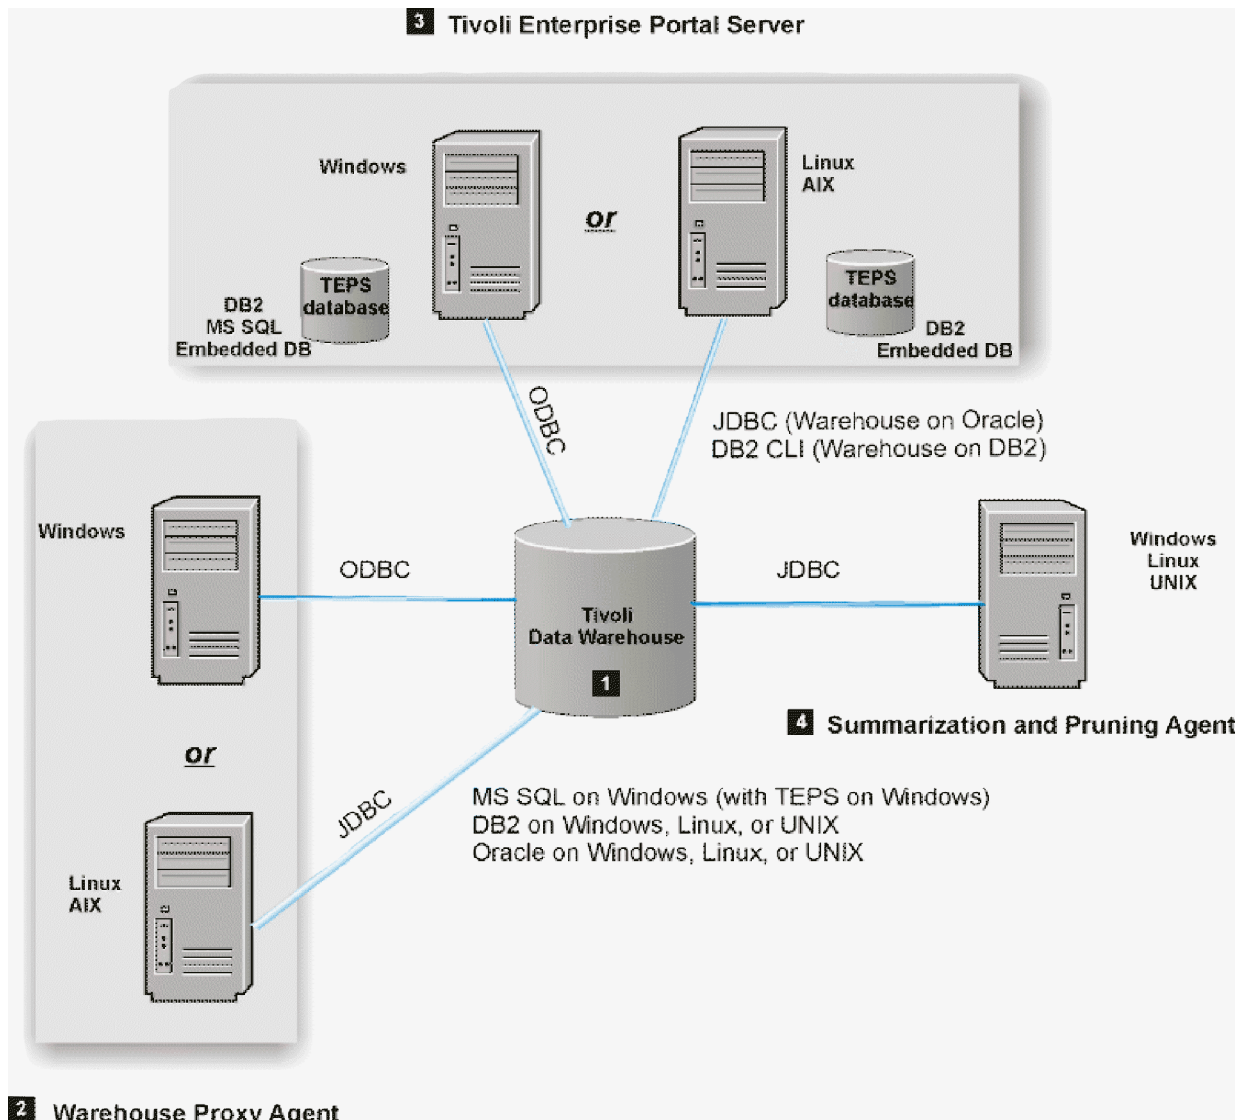 3 Tivoli Enterprise Portal Server
Windows
or
Linux
AIX
TEPS
database
DB2
MS SQL
Embedded DB
TEPS
database
DB2
Embedded DB
ODBC
JDBC (Warehouse on Oracle)
DB2 CLI (Warehouse on DB2)
Windows
ODBC
Tivoli
Data Warehouse
1
JDBC
Windows
Linux
UNIX
4 Summarization and Pruning Agent
or
JDBC
MS SQL on Windows (with TEPS on Windows)
DB2 on Windows, Linux, or UNIX
Oracle on Windows, Linux, or UNIX
Linux
AIX
2 Warehouse Proxy Agent